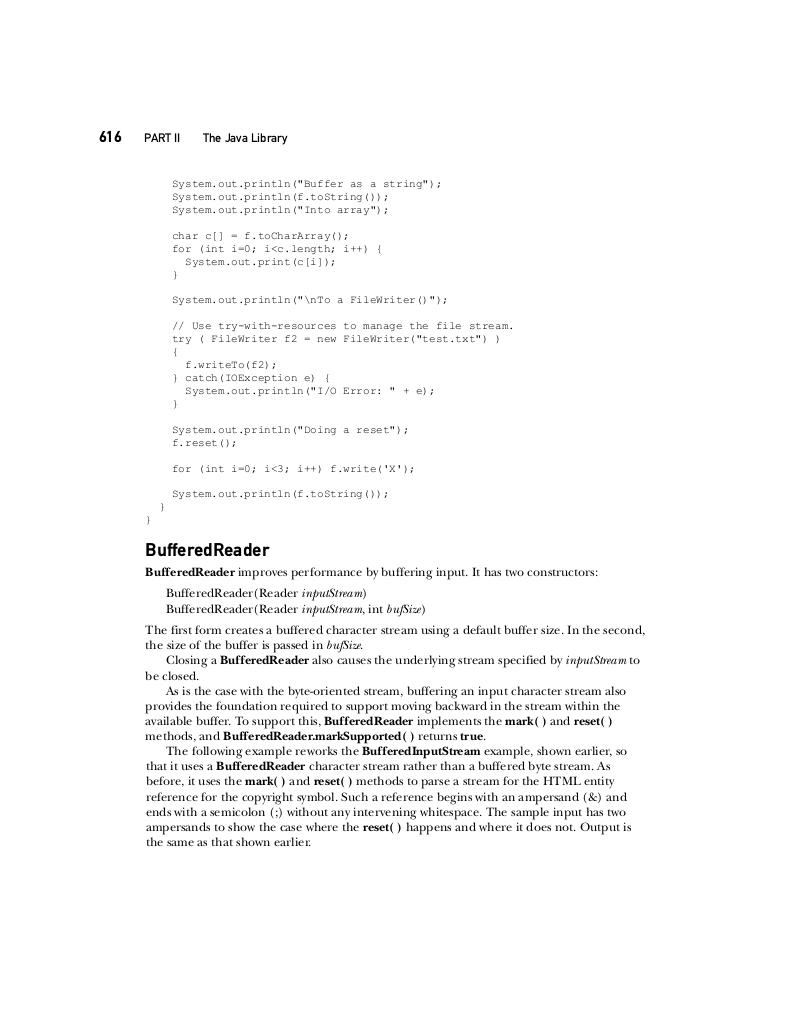 616 PART II The Java Library
System.out.println("Buffer as a string");
System.out.println(f.toString());
System.out.println("Into array");
char c[] = f.toCharArray();
for (int i=0; i<c.length; i++) {
System.out.print(c[i]);
}
System.out.println("\nTo a FileWriter()");
// Use try-with-resources to manage the file stream.
try ( FileWriter f2 = new FileWriter("test.txt") )
{
f.writeTo(f2);
} catch(IOException e) {
System.out.println("I/O Error: " + e);
}
System.out.println("Doing a reset");
f.reset();
for (int i=0; i<3; i++) f.write('X');
System.out.println(f.toString());
}
}
BufferedReader
BufferedReader improves performance by buffering input. It has two constructors:
BufferedReader(Reader inputStream)
BufferedReader(Reader inputStream, int bufSize)
The first form creates a buffered character stream using a default buffer size. In the second,
the size of the buffer is passed in bufSize.
Closing a BufferedReader also causes the underlying stream specified by inputStream to
be closed.
As is the case with the byte-oriented stream, buffering an input character stream also
provides the foundation required to support moving backward in the stream within the
available buffer. To support this, BufferedReader implements the mark( ) and reset( )
methods, and BufferedReader.markSupported( ) returns true.
The following example reworks the BufferedInputStream example, shown earlier, so
that it uses a BufferedReader character stream rather than a buffered byte stream. As
before, it uses the mark( ) and reset( ) methods to parse a stream for the HTML entity
reference for the copyright symbol. Such a reference begins with an ampersand (&) and
ends with a semicolon (;) without any intervening whitespace. The sample input has two
ampersands to show the case where the reset( ) happens and where it does not. Output is
the same as that shown earlier.